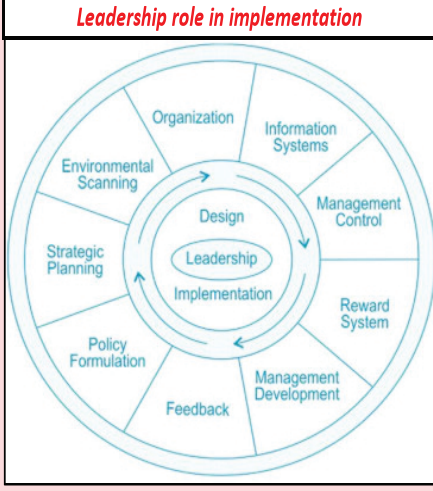 Leadership role in implementation
Organization
Information
Systems
Environmental
Scanning
Management
Control
Design
Strategic
Planning
Leadership
Implementation
Reward
System
Policy
Formulation
Management
Development
Feedback